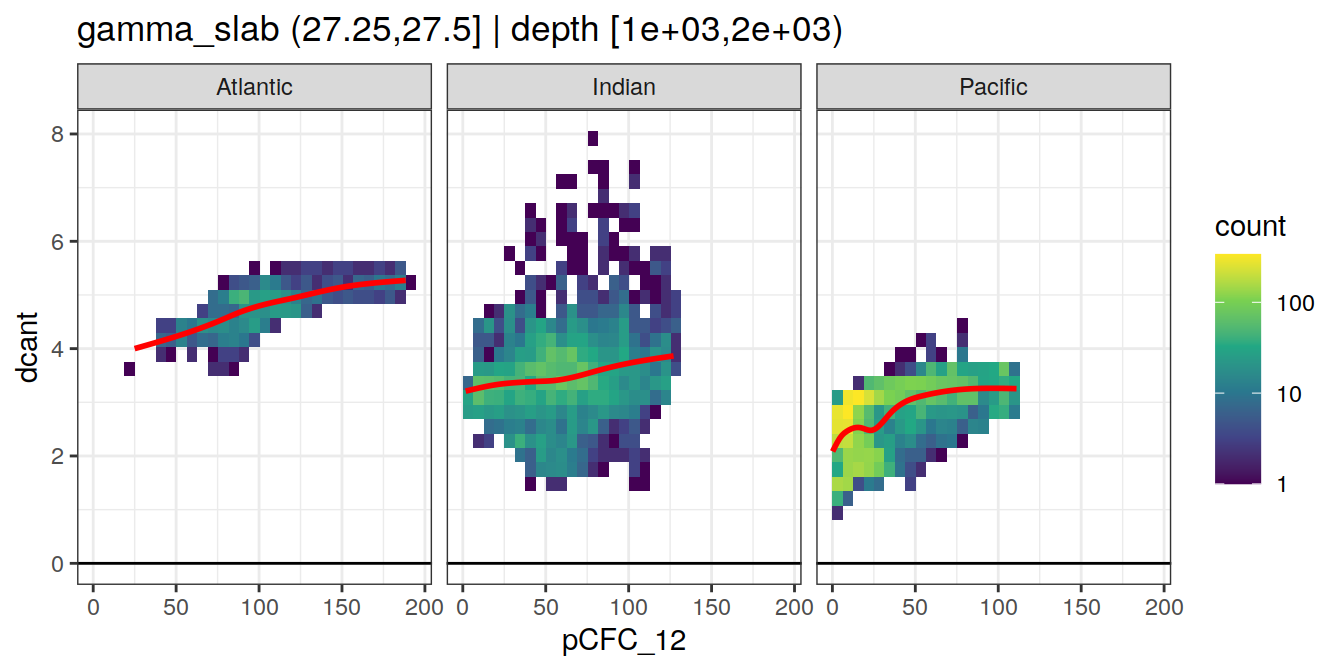 gamma_slab (27.25,27.5] | depth [1e+03,2e+03)
Atlantic Indian Pacific
dcant
8
6
4
2
0
0 50 100 150 200 0 50 100 150 200 0 50 100 150 200
pCFC_12
count
100
10
1